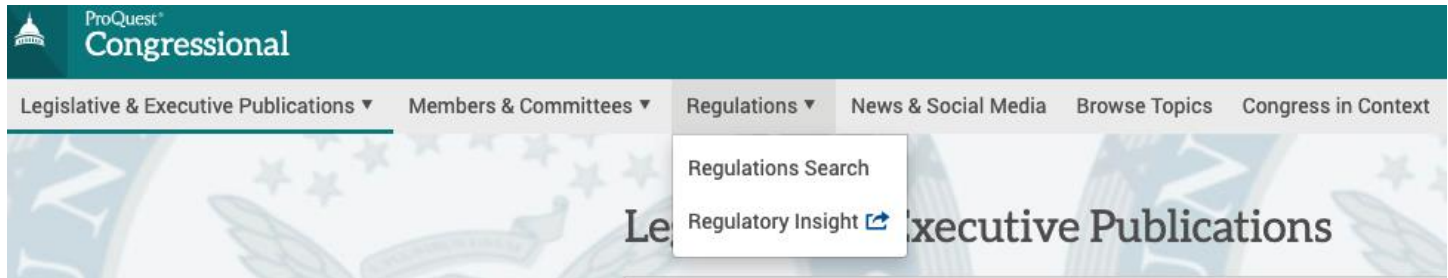 ProQuest®
Congressional
Legislative & Executive Publications ▼ Members & Committees ▼ Regulations ▼ News & Social Media Browse Topics Congress in Context
Regulations Search
Le xecutive Publications
Regulatory Insight